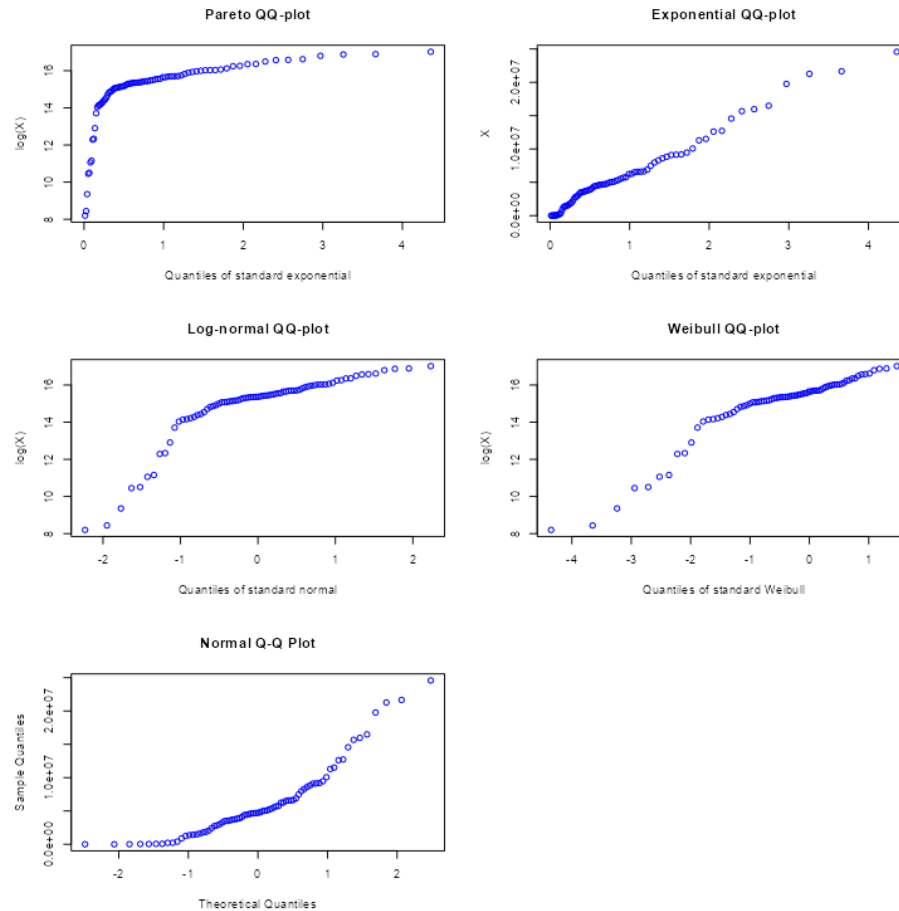 Pareto QQ-plot
log(X)
16
14
12
10
8
0 1 2 3 4
Quantiles of standard exponential
Exponential QQ-plot
X
2.0e+07
1.0e+07
0.0e+00
0 1 2 3 4
Quantiles of standard exponential
Log-normal QQ-plot
log(X)
16
14
12
10
8
-2 -1 0 1 2
Quantiles of standard normal
Weibull QQ-plot
log(X)
16
14
12
10
8
-4 -3 -2 -1 0 1
Quantiles of standard Weibull
Normal Q-Q Plot
Sample Quantiles
2.0e+07
1.0e+07
0.0e+00
-2 -1 0 1 2
Theoretical Quantiles